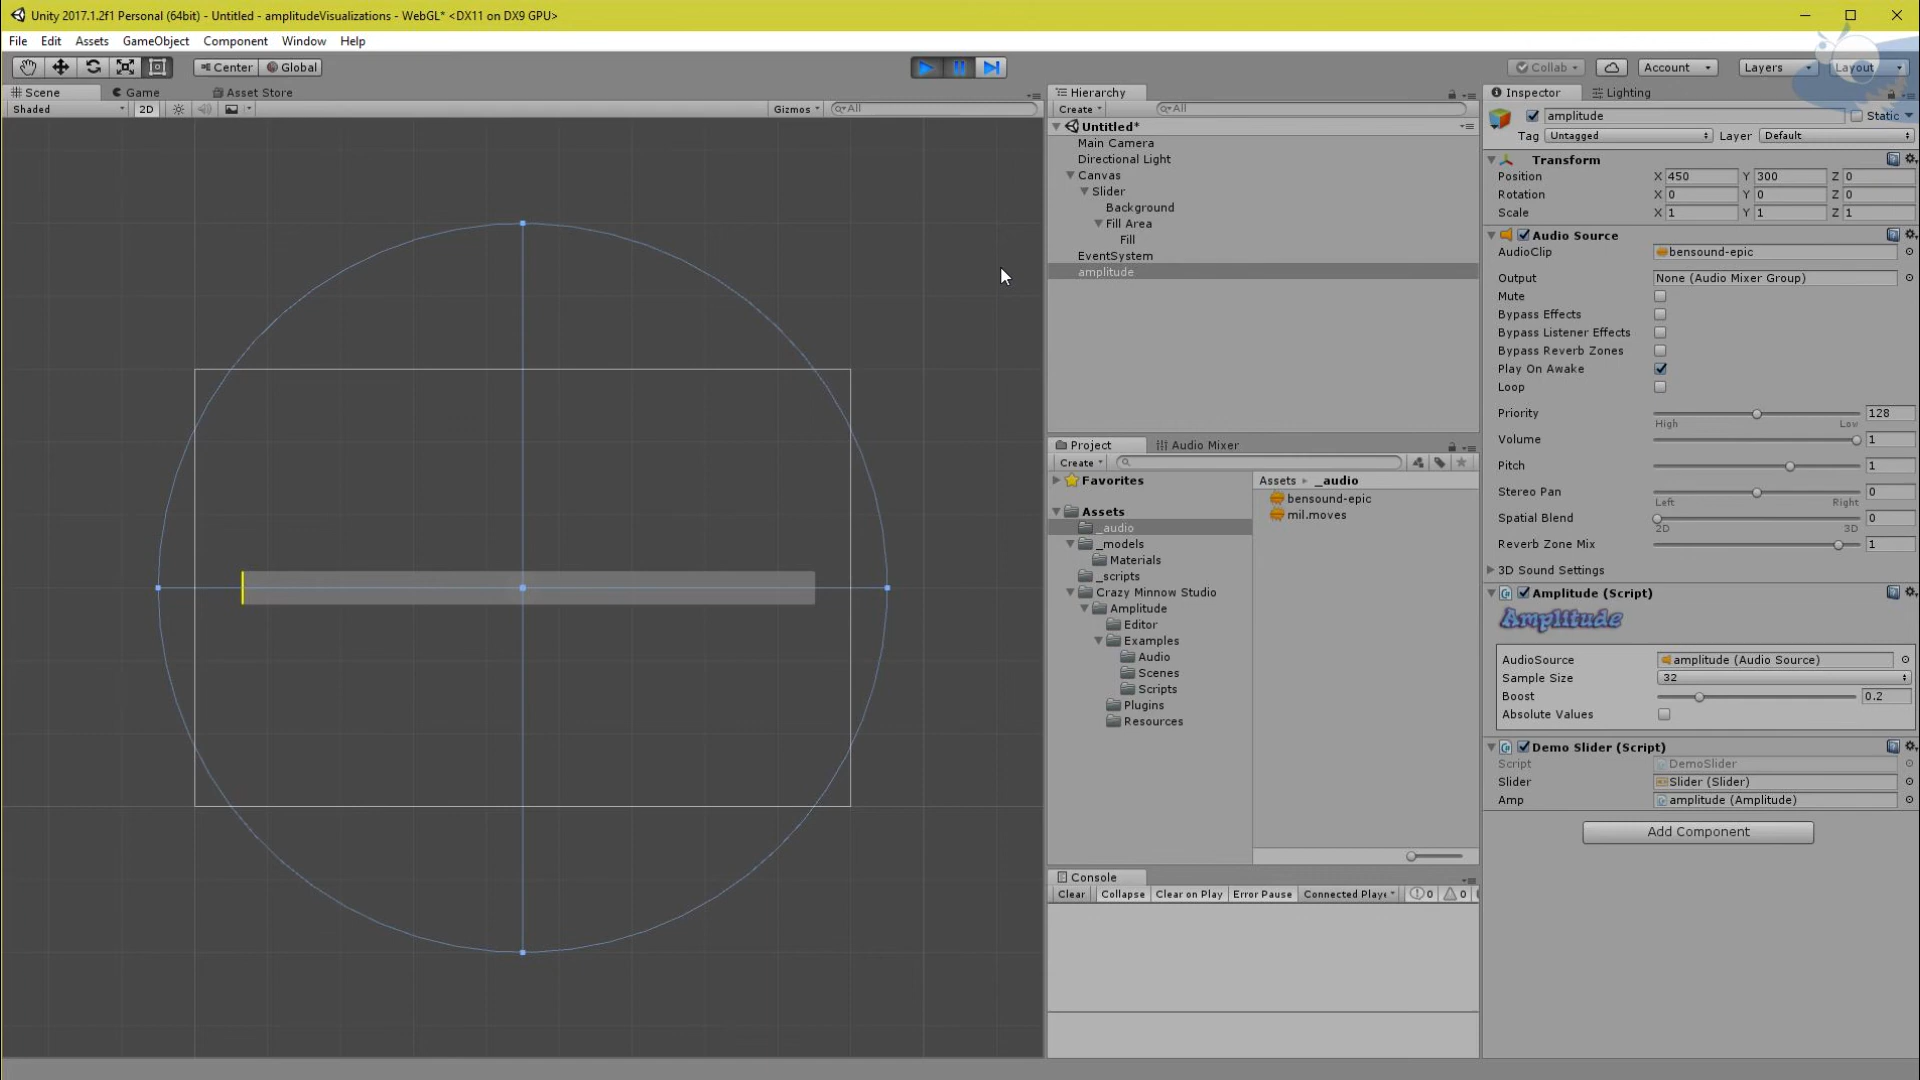 Unity 2017.1.2f1 Personal (64bit) - Untitled - amplitudeVisualizations - WebGL* <DX11 on DX9 GPU>
File Edit Assets GameObject Component Window Help
Center Global Collab Account Layers Layout
Scene Game Asset Store
Shaded 2D Gizmos All
Hierarchy
Create All
Untitled*
Main Camera
Directional Light
Canvas
Slider
Background
Fill Area
Fill
EventSystem
amplitude
Project Audio Mixer
Create
Favorites
Assets
_audio
_models
Materials
_scripts
Crazy Minnow Studio
Amplitude
Editor
Examples
Audio
Scenes
Scripts
Plugins
Resources
Assets _audio
bensound-epic
mil.moves
Console
Clear Collapse Clear on Play Error Pause Connected Playe 0 0
Inspector Lighting
amplitude Static
Tag Untagged Layer Default
Transform
Position X 450 Y 300 Z 0
Rotation X 0 Y 0 Z 0
Scale X 1 Y 1 Z 1
Audio Source
AudioClip bensound-epic
Output None (Audio Mixer Group)
Mute
Bypass Effects
Bypass Listener Effects
Bypass Reverb Zones
Play On Awake
Loop
Priority 128
High Low
Volume 1
Pitch 1
Stereo Pan 0
Left Right
Spatial Blend 0
2D 3D
Reverb Zone Mix 1
3D Sound Settings
Amplitude (Script)
Amplitude
AudioSource amplitude (Audio Source)
Sample Size 32
Boost 0.2
Absolute Values
Demo Slider (Script)
Script DemoSlider
Slider Slider (Slider)
Amp amplitude (Amplitude)
Add Component